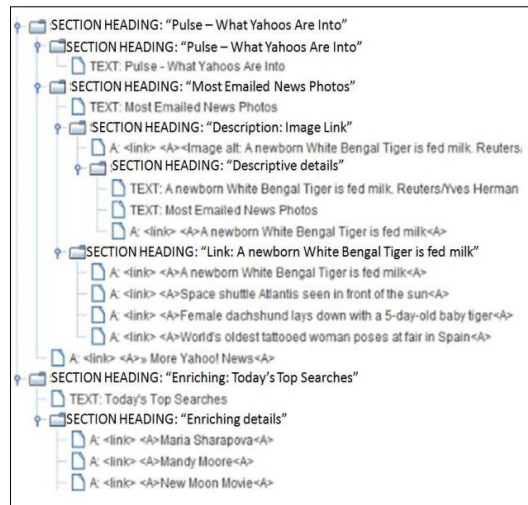 SECTION HEADING: “Pulse – What Yahoos Are Into”
SECTION HEADING: “Pulse – What Yahoos Are Into”
TEXT: Pulse - What Yahoos Are Into
SECTION HEADING: “Most Emailed News Photos”
TEXT: Most Emailed News Photos
SECTION HEADING: “Description: Image Link”
A: <link> <A><Image alt: A newborn White Bengal Tiger is fed milk. Reuters/
SECTION HEADING: “Descriptive details”
TEXT: A newborn White Bengal Tiger is fed milk. Reuters/Yves Herman
TEXT: Most Emailed News Photos
A: <link> <A>A newborn White Bengal Tiger is fed milk<A>
SECTION HEADING: “Link: A newborn White Bengal Tiger is fed milk”
A: <link> <A>A newborn White Bengal Tiger is fed milk<A>
A: <link> <A>Space shuttle Atlantis seen in front of the sun<A>
A: <link> <A>Female dachshund lays down with a 5-day-old baby tiger<A>
A: <link> <A>World's oldest tattooed woman poses at fair in Spain<A>
A: <link> <A>» More Yahoo! News<A>
SECTION HEADING: “Enriching: Today’s Top Searches”
TEXT: Today's Top Searches
SECTION HEADING: “Enriching details”
A: <link> <A>Maria Sharapova<A>
A: <link> <A>Mandy Moore<A>
A: <link> <A>New Moon Movie<A>